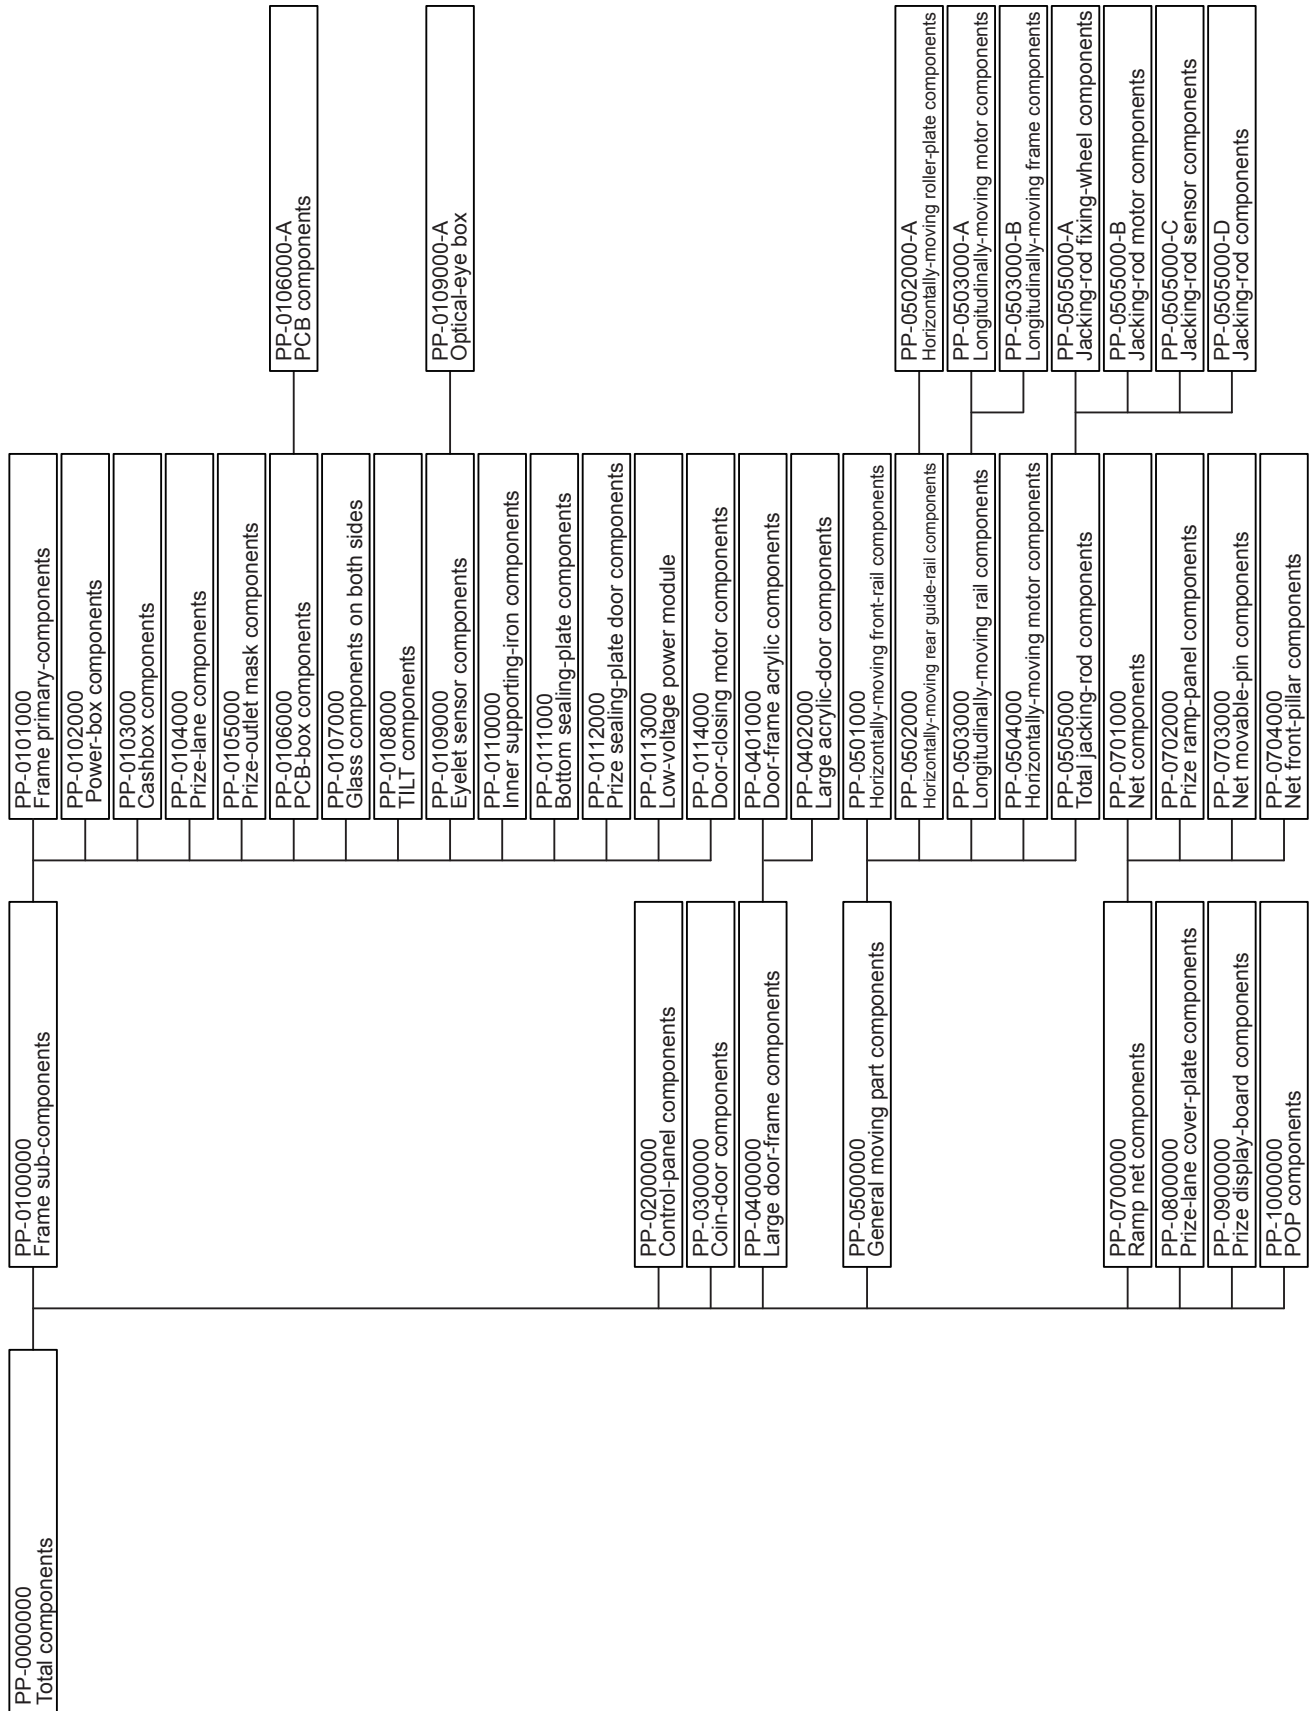 PP-0000000
Total components
PP-0100000
Frame sub-components
PP-0200000
Control-panel components
PP-0300000
Coin-door components
PP-0400000
Large door-frame components
PP-0500000
General moving part components
PP-0700000
Ramp net components
PP-0800000
Prize-lane cover-plate components
PP-0900000
Prize display-board components
PP-1000000
POP components
PP-0101000
Frame primary-components
PP-0102000
Power-box components
PP-0103000
Cashbox components
PP-0104000
Prize-lane components
PP-0105000
Prize-outlet mask components
PP-0106000
PCB-box components
PP-0107000
Glass components on both sides
PP-0108000
TILT components
PP-0109000
Eyelet sensor components
PP-0110000
Inner supporting-iron components
PP-0111000
Bottom sealing-plate components
PP-0112000
Prize sealing-plate door components
PP-0113000
Low-voltage power module
PP-0114000
Door-closing motor components
PP-0401000
Door-frame acrylic components
PP-0402000
Large acrylic-door components
PP-0501000
Horizontally-moving front-rail components
PP-0502000
Horizontally-moving rear guide-rail components
PP-0503000
Longitudinally-moving rail components
PP-0504000
Horizontally-moving motor components
PP-0505000
Total jacking-rod components
PP-0701000
Net components
PP-0702000
Prize ramp-panel components
PP-0703000
Net movable-pin components
PP-0704000
Net front-pillar components
PP-0106000-A
PCB components
PP-0109000-A
Optical-eye box
PP-0502000-A
Horizontally-moving roller-plate components
PP-0503000-A
Longitudinally-moving motor components
PP-0503000-B
Longitudinally-moving frame components
PP-0505000-A
Jacking-rod fixing-wheel components
PP-0505000-B
Jacking-rod motor components
PP-0505000-C
Jacking-rod sensor components
PP-0505000-D
Jacking-rod components